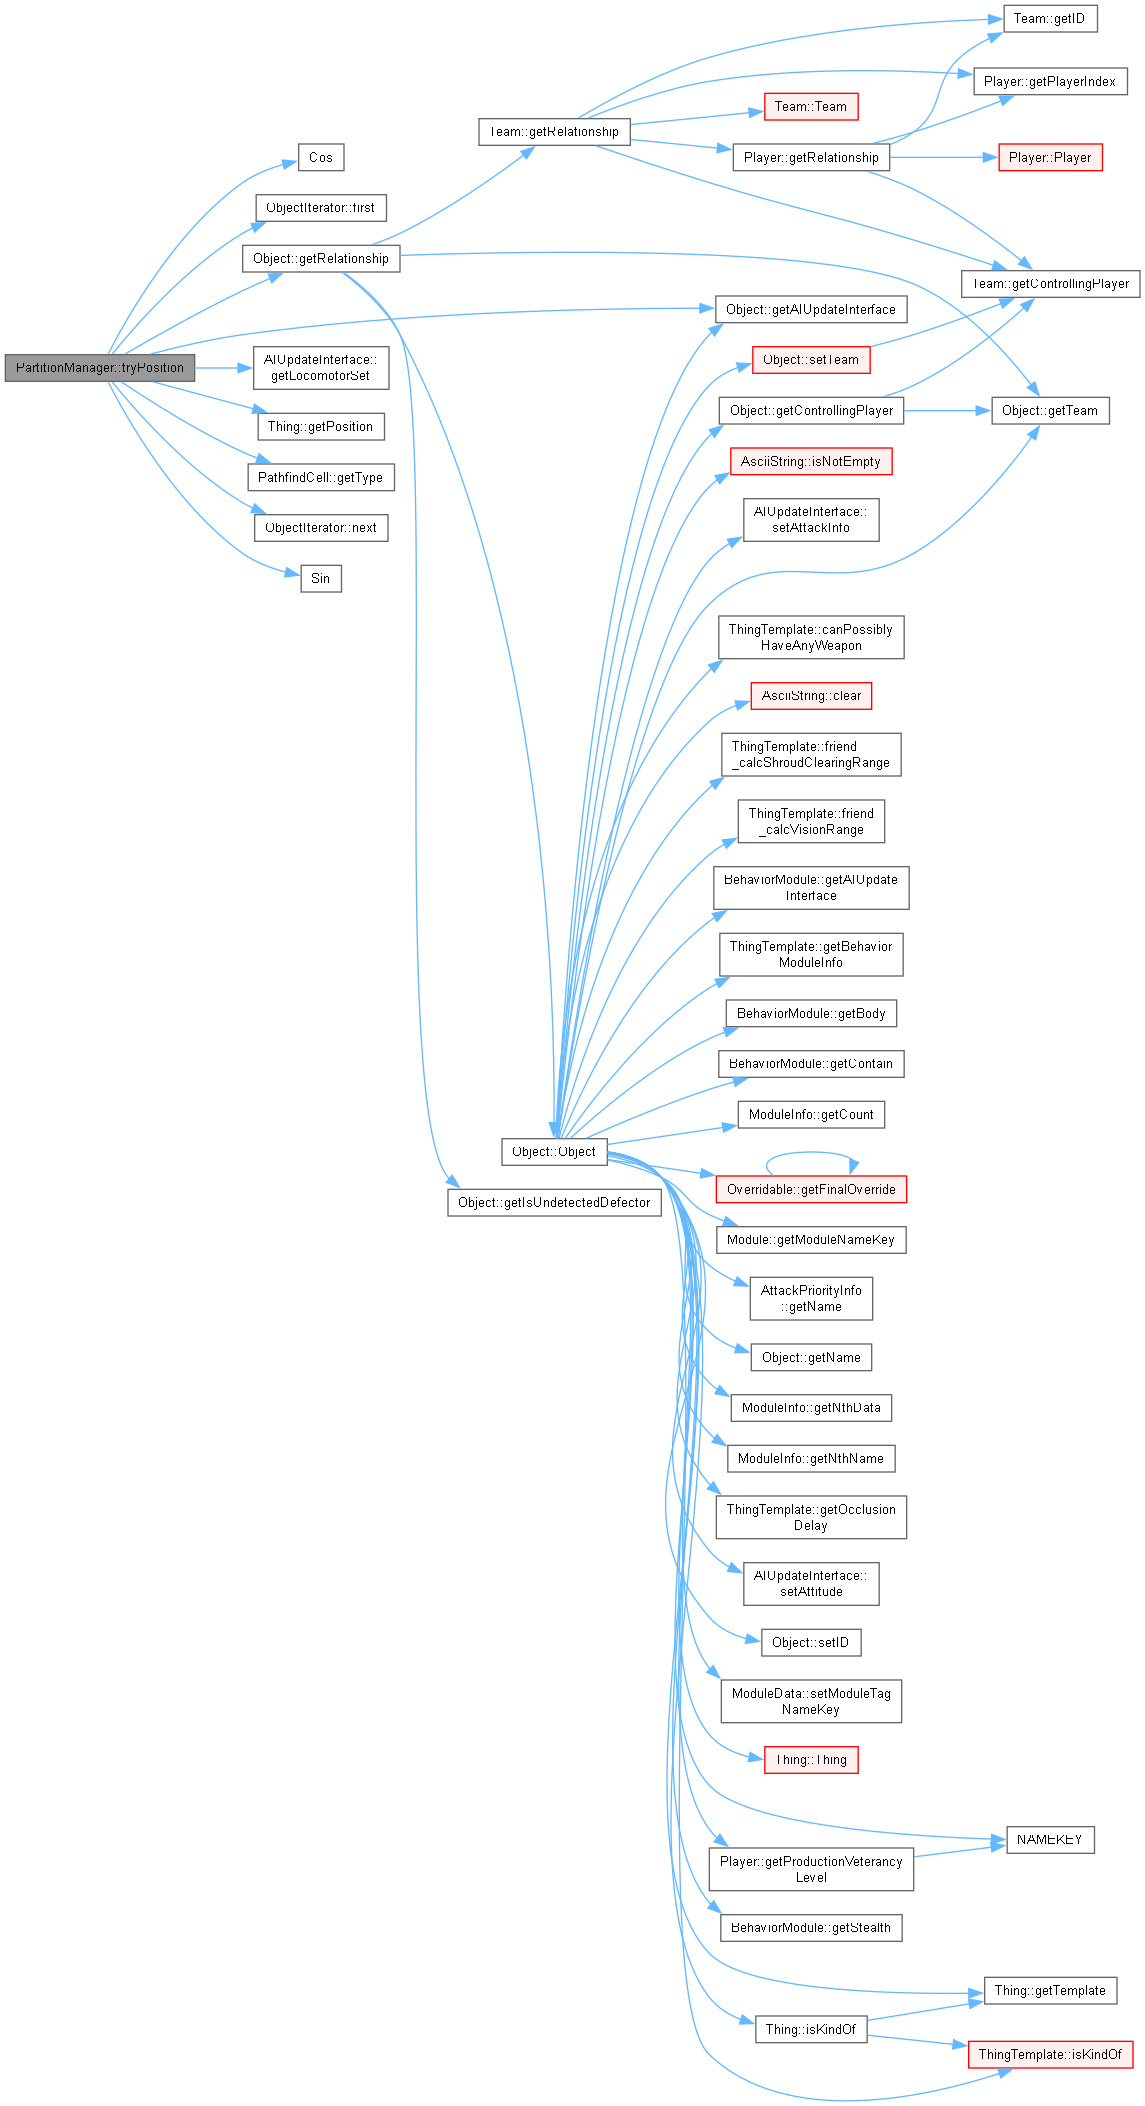 Team::getID
Player::getPlayerIndex
Team::Team
Team::getRelationship
Player::getRelationship
Player::Player
Cos
ObjectIterator::first
Object::getRelationship
Team::getControllingPlayer
Object::getAIUpdateInterface
PartitionManager::tryPosition
AIUpdateInterface::
getLocomotorSet
Object::setTeam
Thing::getPosition
Object::getControllingPlayer
Object::getTeam
AsciiString::isNotEmpty
PathfindCell::getType
AIUpdateInterface::
setAttackInfo
ObjectIterator::next
Sin
ThingTemplate::canPossibly
HaveAnyWeapon
AsciiString::clear
ThingTemplate::friend
_calcShroudClearingRange
ThingTemplate::friend
_calcVisionRange
BehaviorModule::getAIUpdate
Interface
ThingTemplate::getBehavior
ModuleInfo
BehaviorModule::getBody
BehaviorModule::getContain
ModuleInfo::getCount
Object::Object
Overridable::getFinalOverride
Object::getIsUndetectedDefector
Module::getModuleNameKey
AttackPriorityInfo
::getName
Object::getName
ModuleInfo::getNthData
ModuleInfo::getNthName
ThingTemplate::getOcclusion
Delay
AIUpdateInterface::
setAttitude
Object::setID
ModuleData::setModuleTag
NameKey
Thing::Thing
NAMEKEY
Player::getProductionVeterancy
Level
BehaviorModule::getStealth
Thing::getTemplate
Thing::isKindOf
ThingTemplate::isKindOf